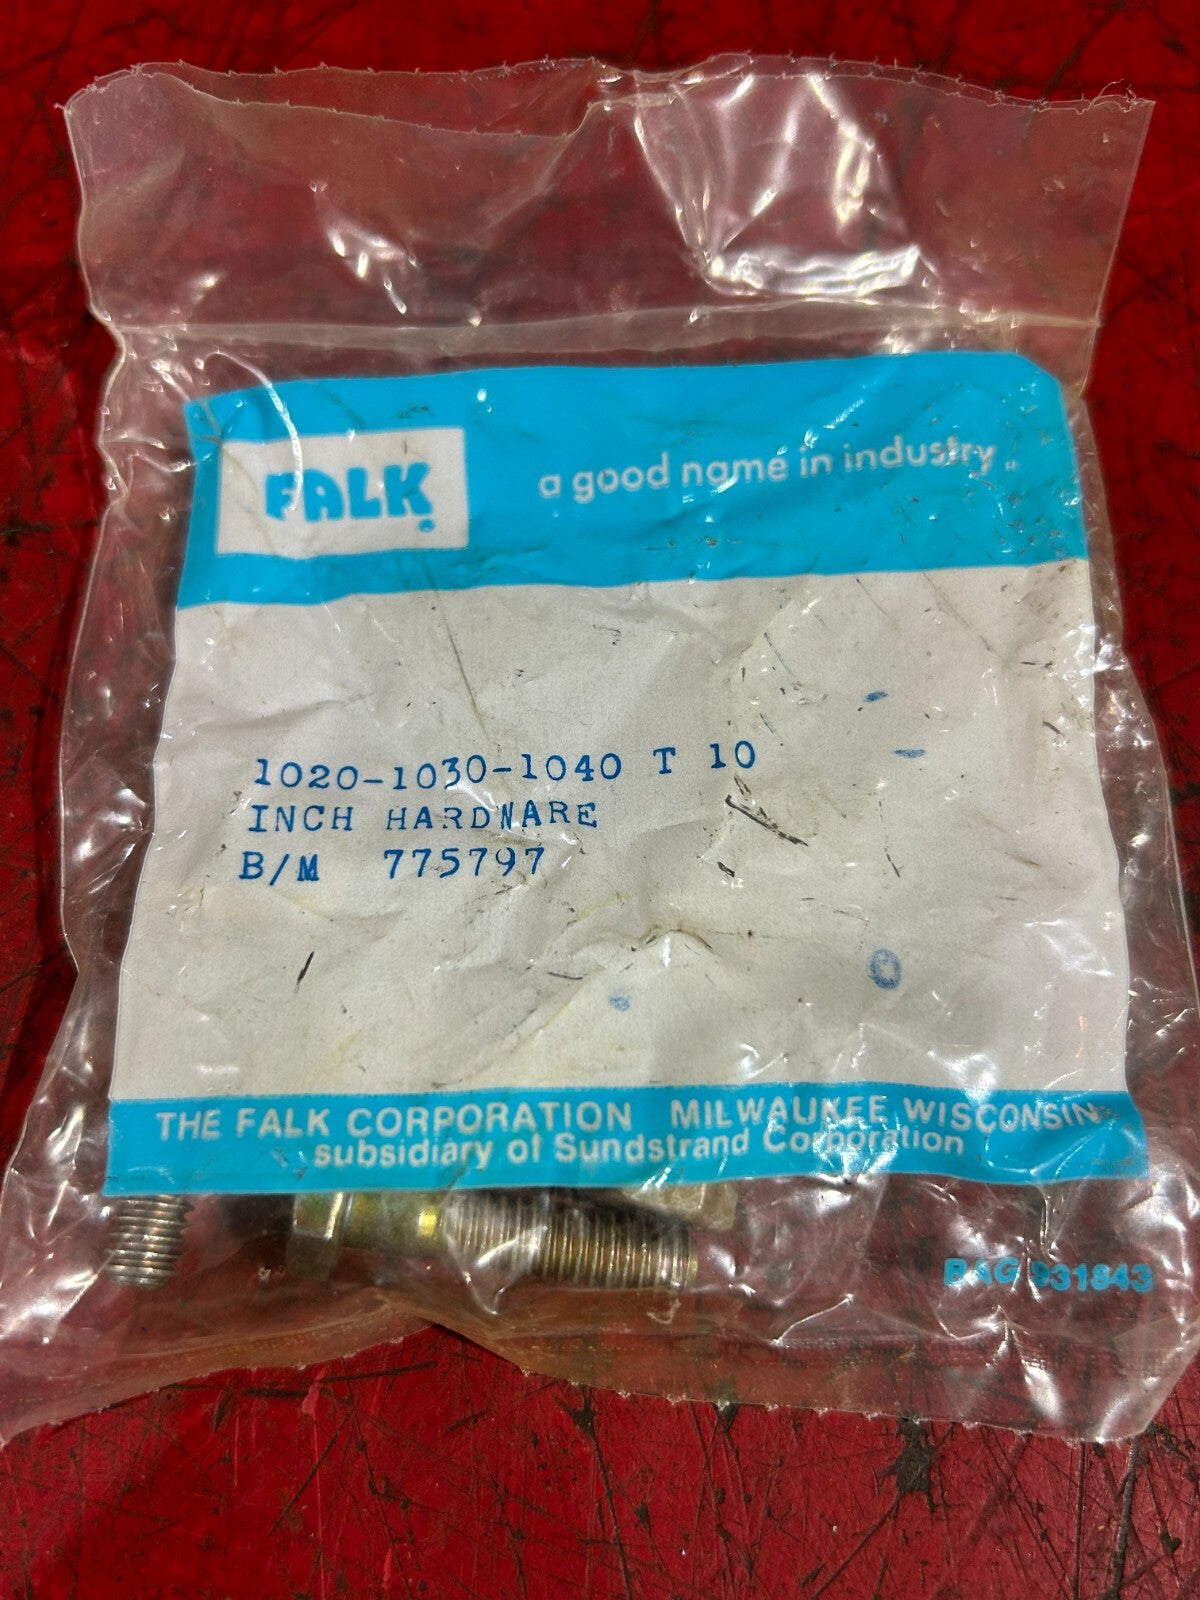 FALK®
a good name in industry
1020-1030-1040 T 10
INCH HARDWARE
B/M 775797
THE FALK CORPORATION MILWAUKEE, WISCONSIN
subsidiary of Sundstrand Corporation
BAG 931843